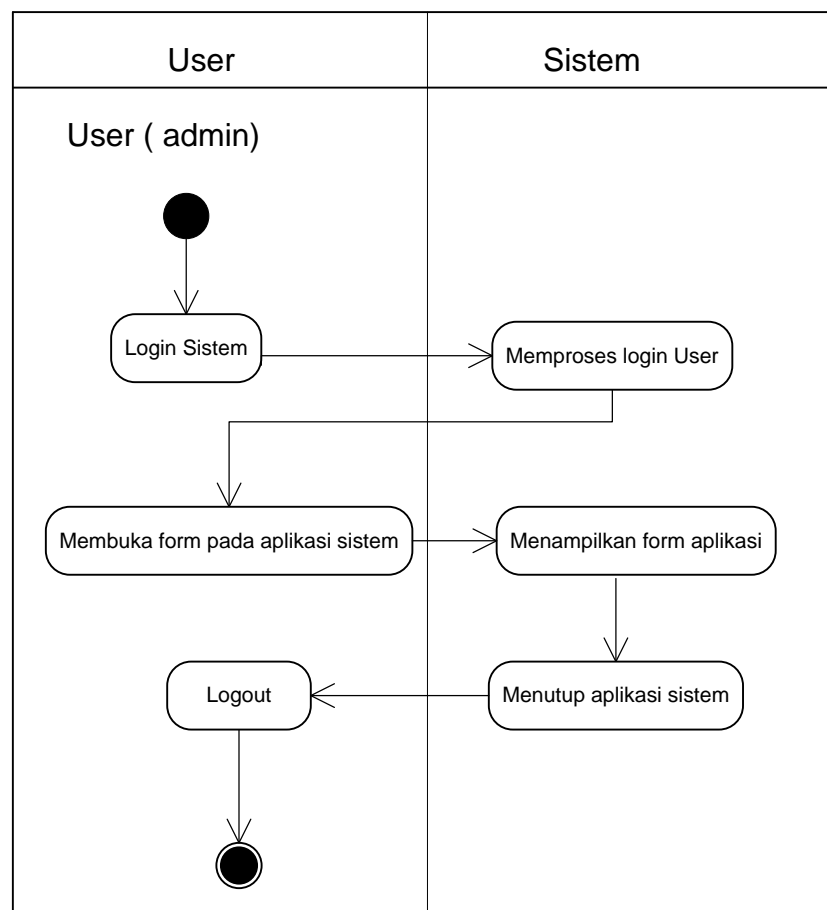 User
Sistem
User ( admin)
Login Sistem
Memproses login User
Membuka form pada aplikasi sistem
Menampilkan form aplikasi
Logout
Menutup aplikasi sistem